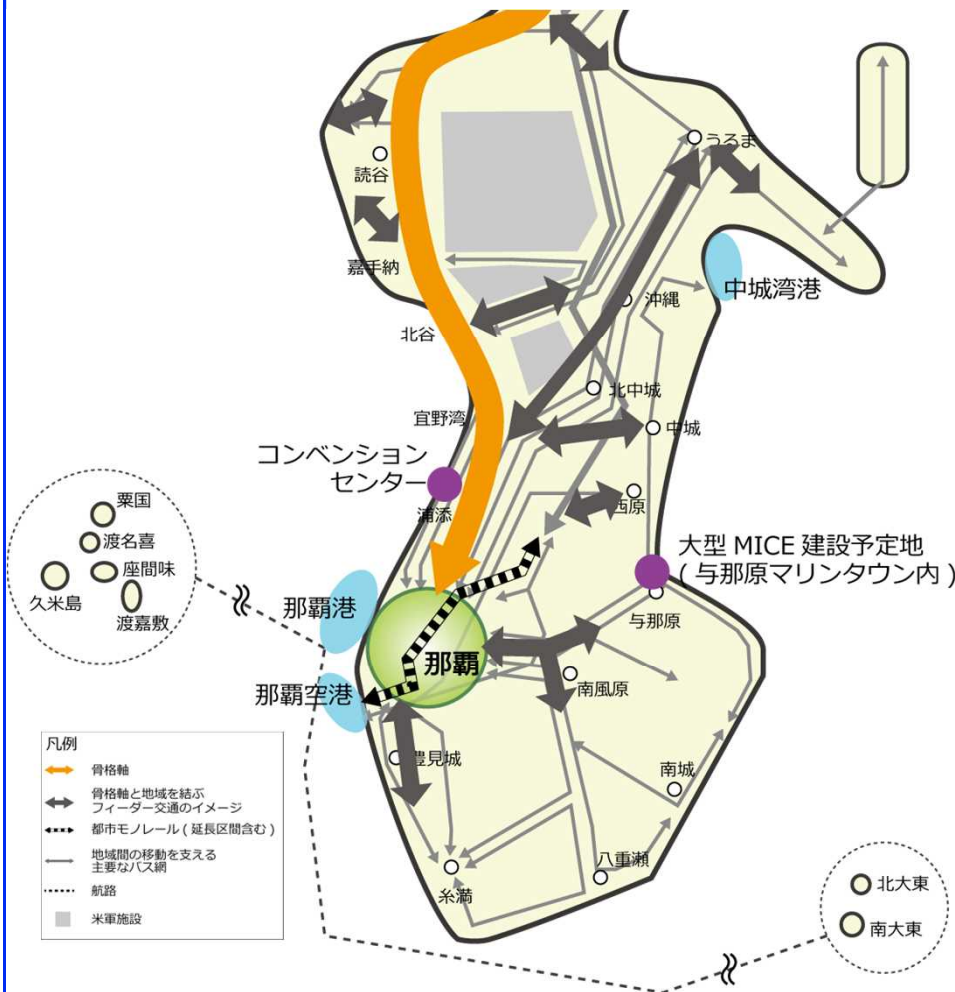 うるま
読谷
嘉手納
中城湾港
沖縄
北谷
北中城
宜野湾
中城
コンベンション
センター
浦添
西原
粟国
渡名喜
座間味
久米島
渡嘉敷
大型 MICE 建設予定地
(与那原マリンタウン内)
那覇港
与那原
那覇
南風原
那覇空港
豊見城
南城
八重瀬
糸満
北大東
南大東
凡例
骨格軸
骨格軸と地域を結ぶ
フィーダー交通のイメージ
都市モノレール(延長区間含む)
地域間の移動を支える
主要なバス網
航路
米軍施設